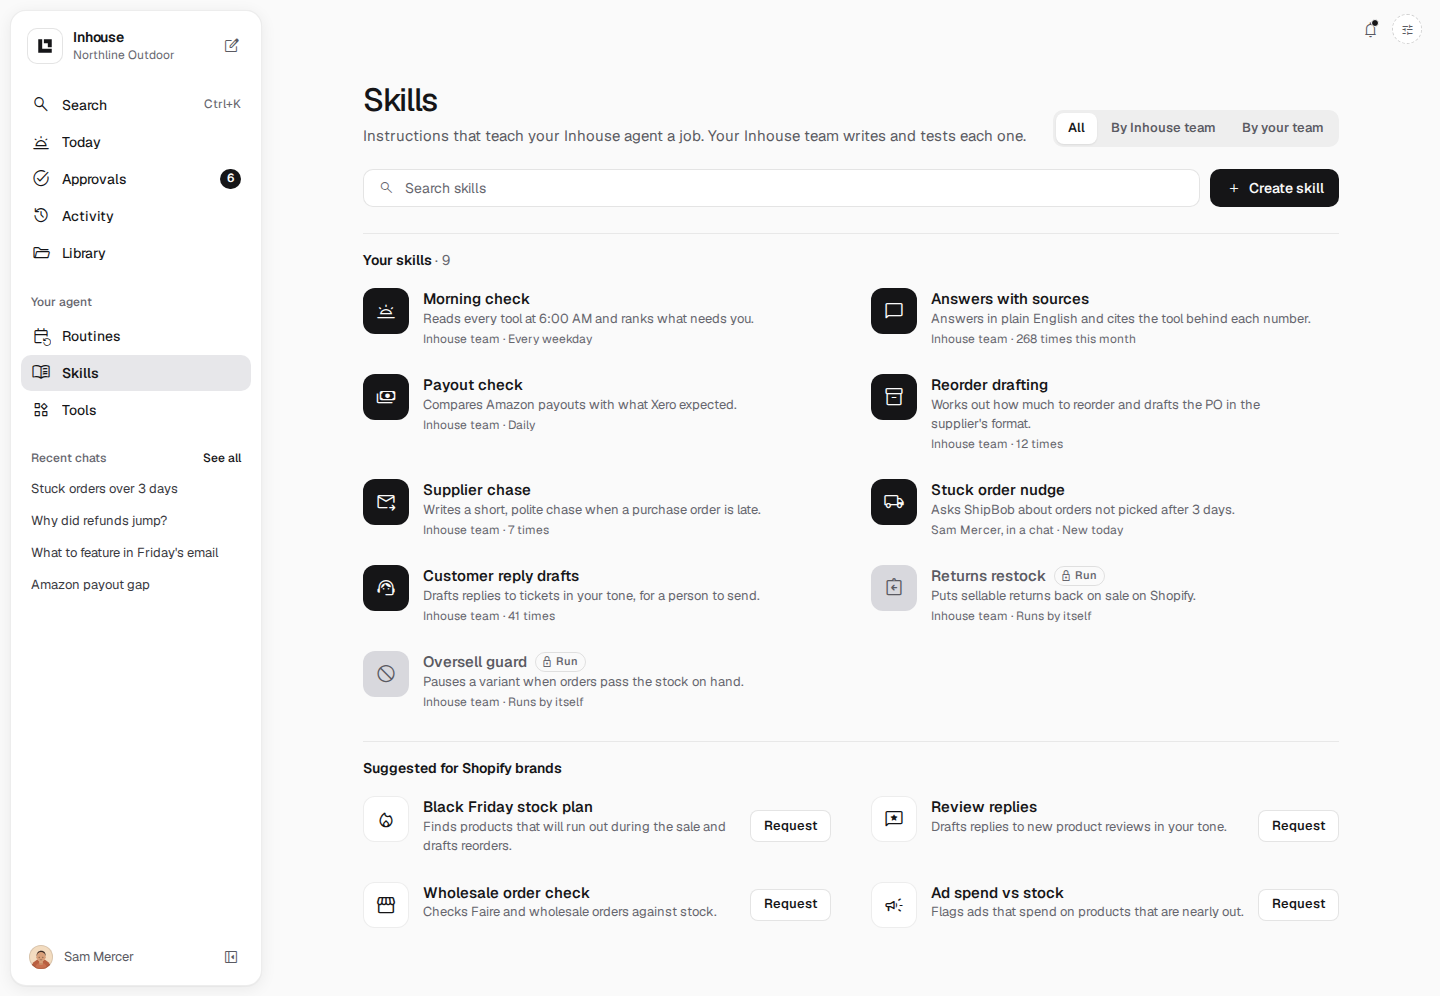 Inhouse
Northline Outdoor
Search
Ctrl+K
Today
Approvals
6
Activity
Library
Your agent
Routines
Skills
Tools
Recent chats
See all
Stuck orders over 3 days
Why did refunds jump?
What to feature in Friday's email
Amazon payout gap
Sam Mercer
Skills
Instructions that teach your Inhouse agent a job. Your Inhouse team writes and tests each one.
All
By Inhouse team
By your team
Search skills
+ Create skill
Your skills · 9
Morning check
Reads every tool at 6:00 AM and ranks what needs you.
Inhouse team · Every weekday
Answers with sources
Answers in plain English and cites the tool behind each number.
Inhouse team · 268 times this month
Payout check
Compares Amazon payouts with what Xero expected.
Inhouse team · Daily
Reorder drafting
Works out how much to reorder and drafts the PO in the
supplier's format.
Inhouse team · 12 times
Supplier chase
Writes a short, polite chase when a purchase order is late.
Inhouse team · 7 times
Stuck order nudge
Asks ShipBob about orders not picked after 3 days.
Sam Mercer, in a chat · New today
Customer reply drafts
Drafts replies to tickets in your tone, for a person to send.
Inhouse team · 41 times
Returns restock
Run
Puts sellable returns back on sale on Shopify.
Inhouse team · Runs by itself
Oversell guard
Run
Pauses a variant when orders pass the stock on hand.
Inhouse team · Runs by itself
Suggested for Shopify brands
Black Friday stock plan
Finds products that will run out during the sale and
drafts reorders.
Request
Review replies
Drafts replies to new product reviews in your tone.
Request
Wholesale order check
Checks Faire and wholesale orders against stock.
Request
Ad spend vs stock
Flags ads that spend on products that are nearly out.
Request